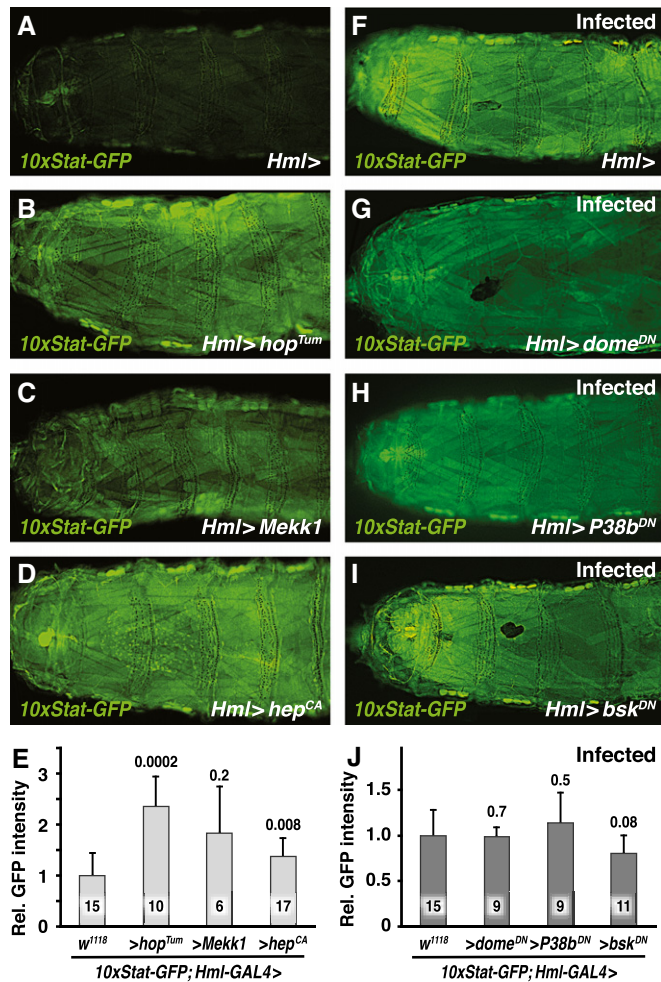 A
10xStat-GFP
Hml>
B
10xStat-GFP
Hml> hopTum
C
10xStat-GFP
Hml> Mekk1
D
10xStat-GFP
Hml> hepCA
E
Rel. GFP intensity
3
2
1
0
0.0002
0.2
0.008
15
10
6
17
w1118
>hopTum
>Mekk1
>hepCA
10xStat-GFP; Hml-GAL4>
F
Infected
10xStat-GFP
Hml>
G
Infected
10xStat-GFP
Hml> domeDN
H
Infected
10xStat-GFP
Hml> P38bDN
I
Infected
10xStat-GFP
Hml> bskDN
J
Infected
Rel. GFP intensity
1.5
1.0
0.5
0
0.7
0.5
0.08
15
9
9
11
w1118
>domeDN
>P38bDN
>bskDN
10xStat-GFP; Hml-GAL4>